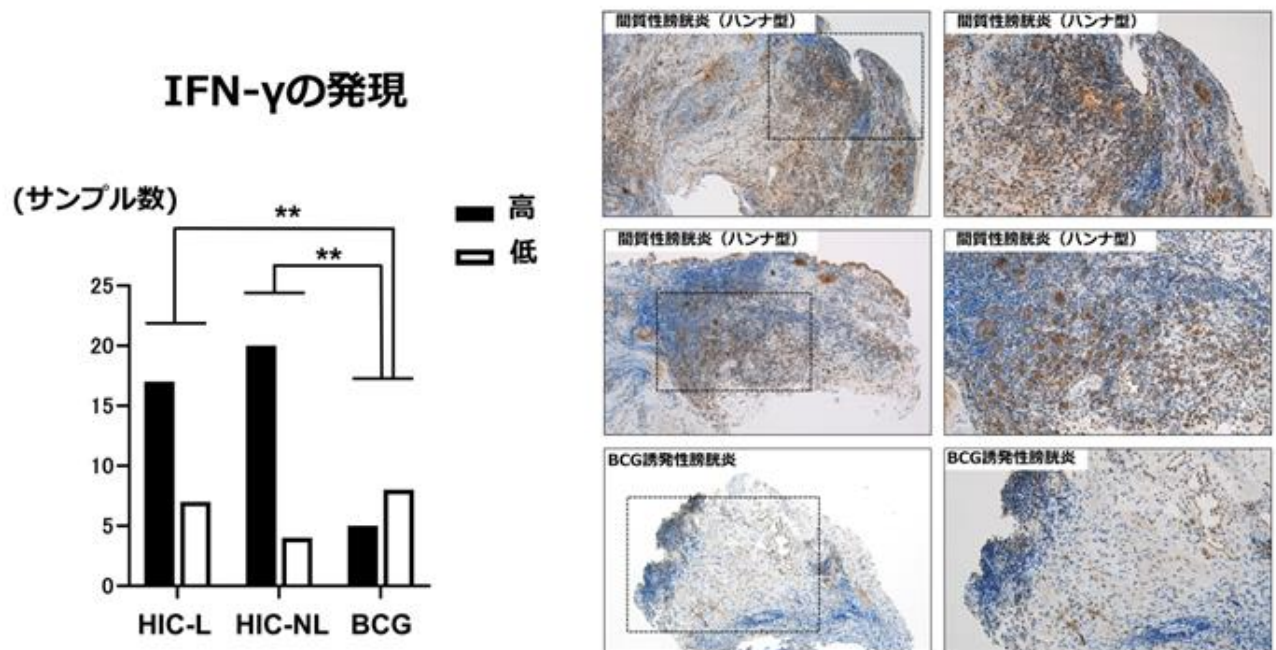 IFN-γの発現
(サンプル数)
**
**
高
低
25
20
15
10
5
0
HIC-L
HIC-NL
BCG
間質性膀胱炎（ハンナ型）
間質性膀胱炎（ハンナ型）
間質性膀胱炎（ハンナ型）
間質性膀胱炎（ハンナ型）
BCG誘発性膀胱炎
BCG誘発性膀胱炎